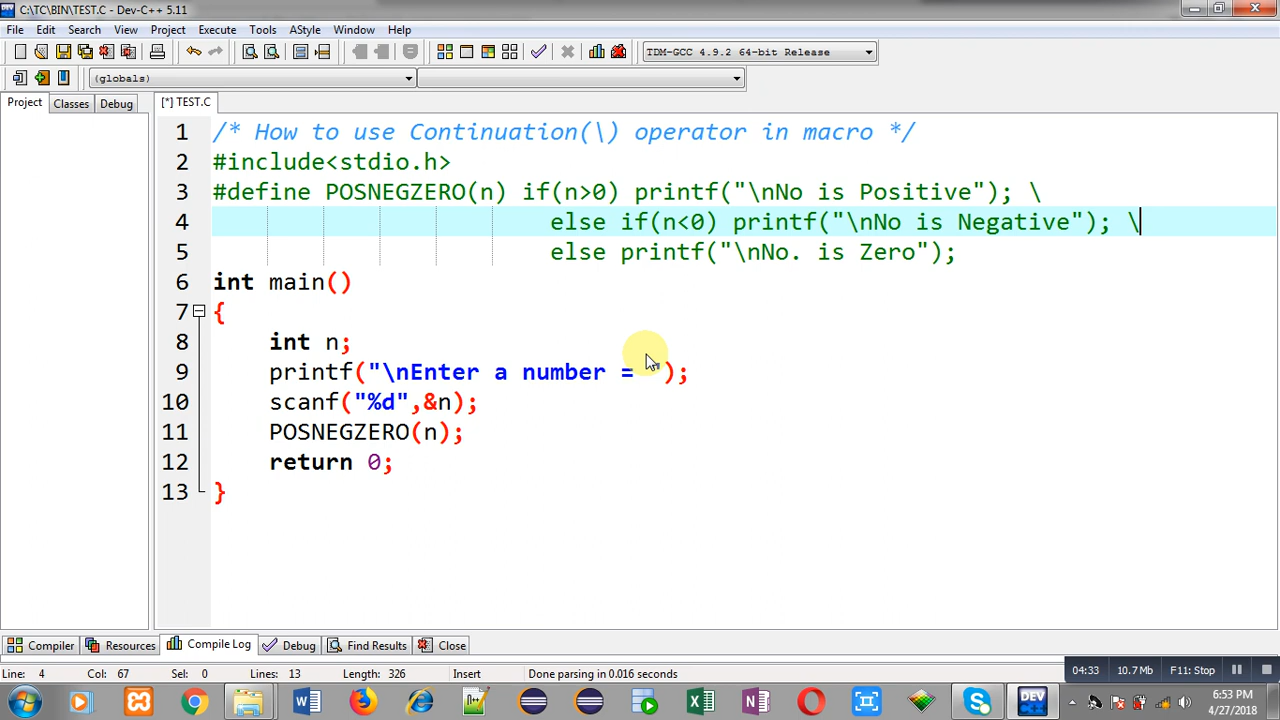 C:\TC\BIN\TEST.C - Dev-C++ 5.11
File Edit Search View Project Execute Tools AStyle Window Help
TDM-GCC 4.9.2 64-bit Release
(globals)
Project Classes Debug [*] TEST.C
1 /* How to use Continuation(\) operator in macro */
2 #include<stdio.h>
3 #define POSNEGZERO(n) if(n>0) printf("\nNo is Positive"); \
4 else if(n<0) printf("\nNo is Negative"); \
5 else printf("\nNo. is Zero");
6 int main()
7 {
8 int n;
9 printf("\nEnter a number = ");
10 scanf("%d",&n);
11 POSNEGZERO(n);
12 return 0;
13 }
Compiler Resources Compile Log Debug Find Results Close
Line: 4 Col: 67 Sel: 0 Lines: 13 Length: 326 Insert Done parsing in 0.016 seconds
04:33 10.7Mb F11: Stop
DEV
6:53 PM
4/27/2018